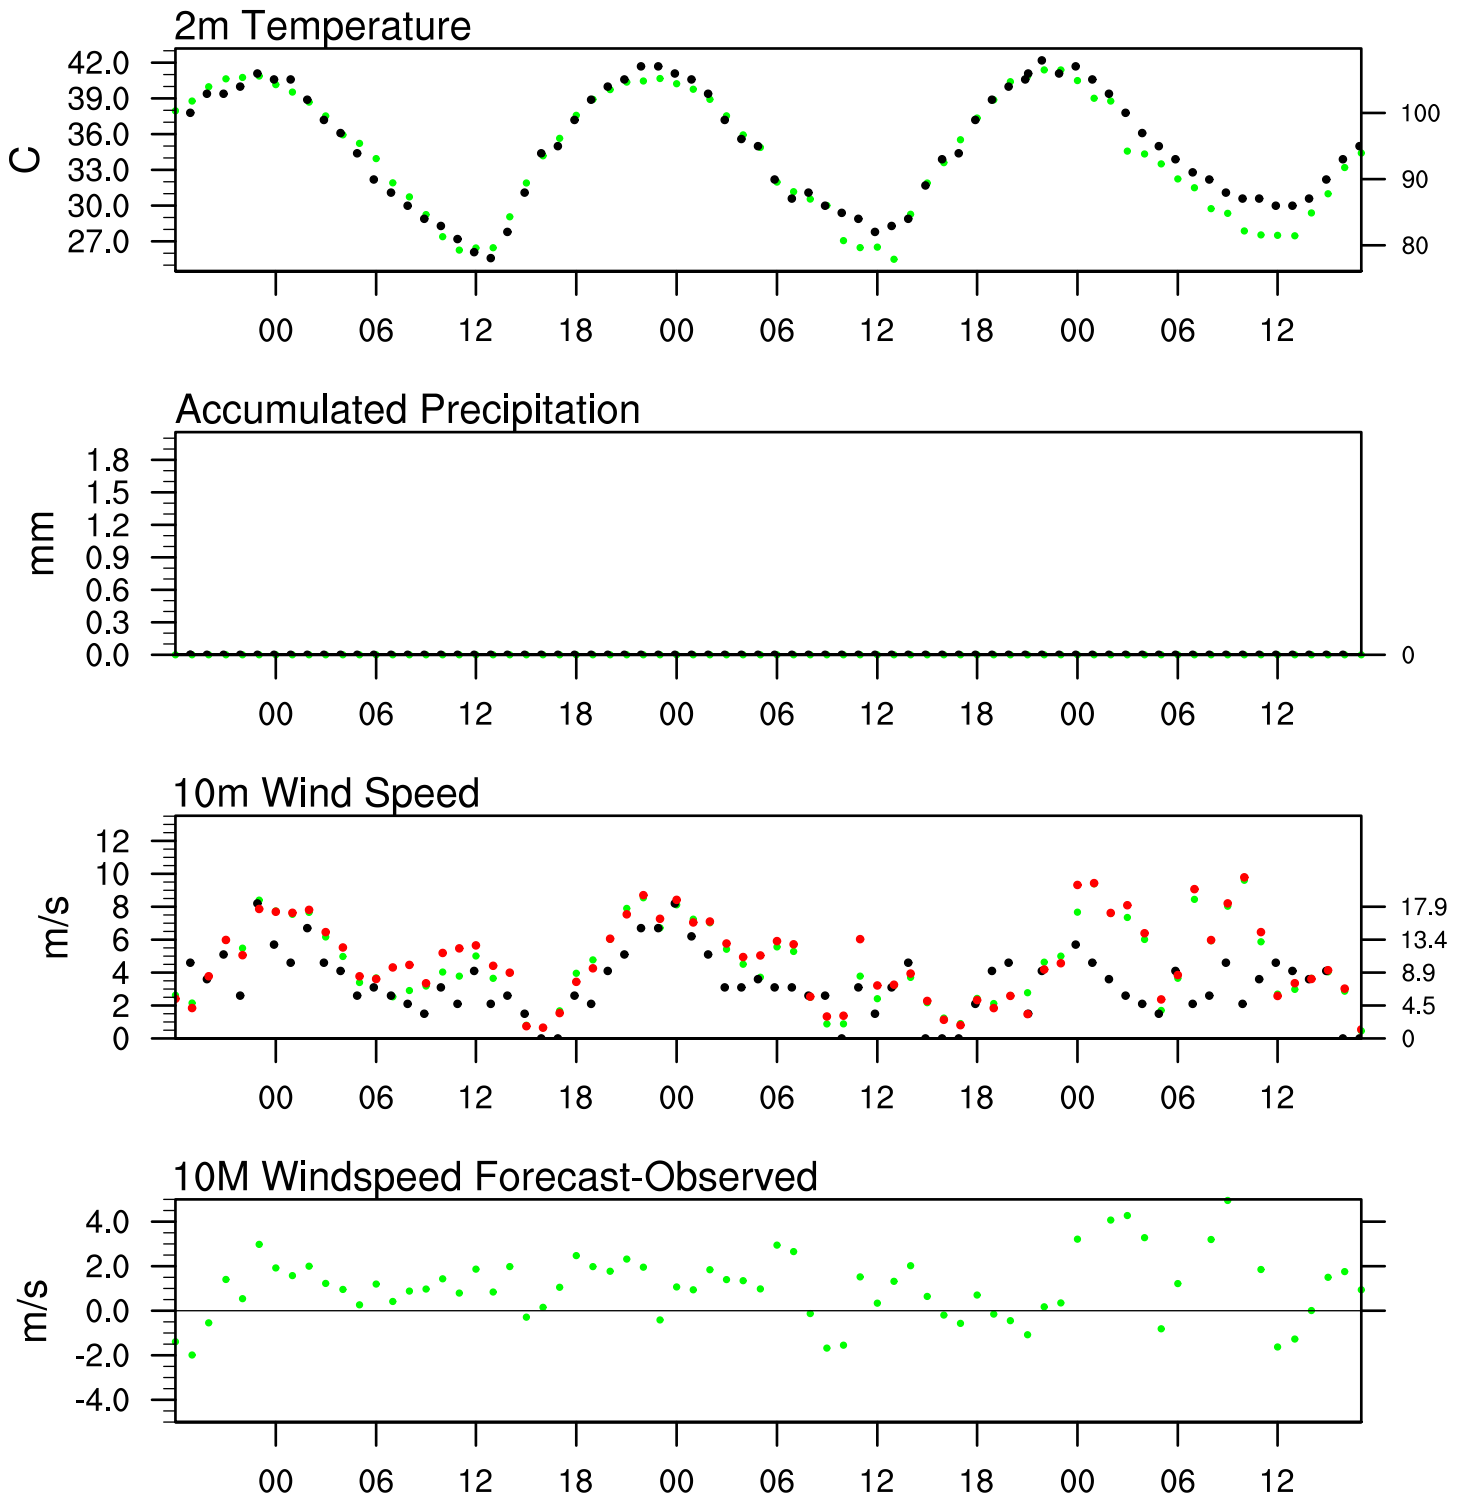 2m Temperature
42.0
39.0
36.0
33.0
30.0
27.0
C
100
90
80
00 06 12 18 00 06 12 18 00 06 12
Accumulated Precipitation
1.8
1.5
1.2
0.9
0.6
0.3
0.0
mm
0
00 06 12 18 00 06 12 18 00 06 12
10m Wind Speed
12
10
8
6
4
2
0
m/s
17.9
13.4
8.9
4.5
0
00 06 12 18 00 06 12 18 00 06 12
10M Windspeed Forecast-Observed
4.0
2.0
0.0
-2.0
-4.0
m/s
00 06 12 18 00 06 12 18 00 06 12